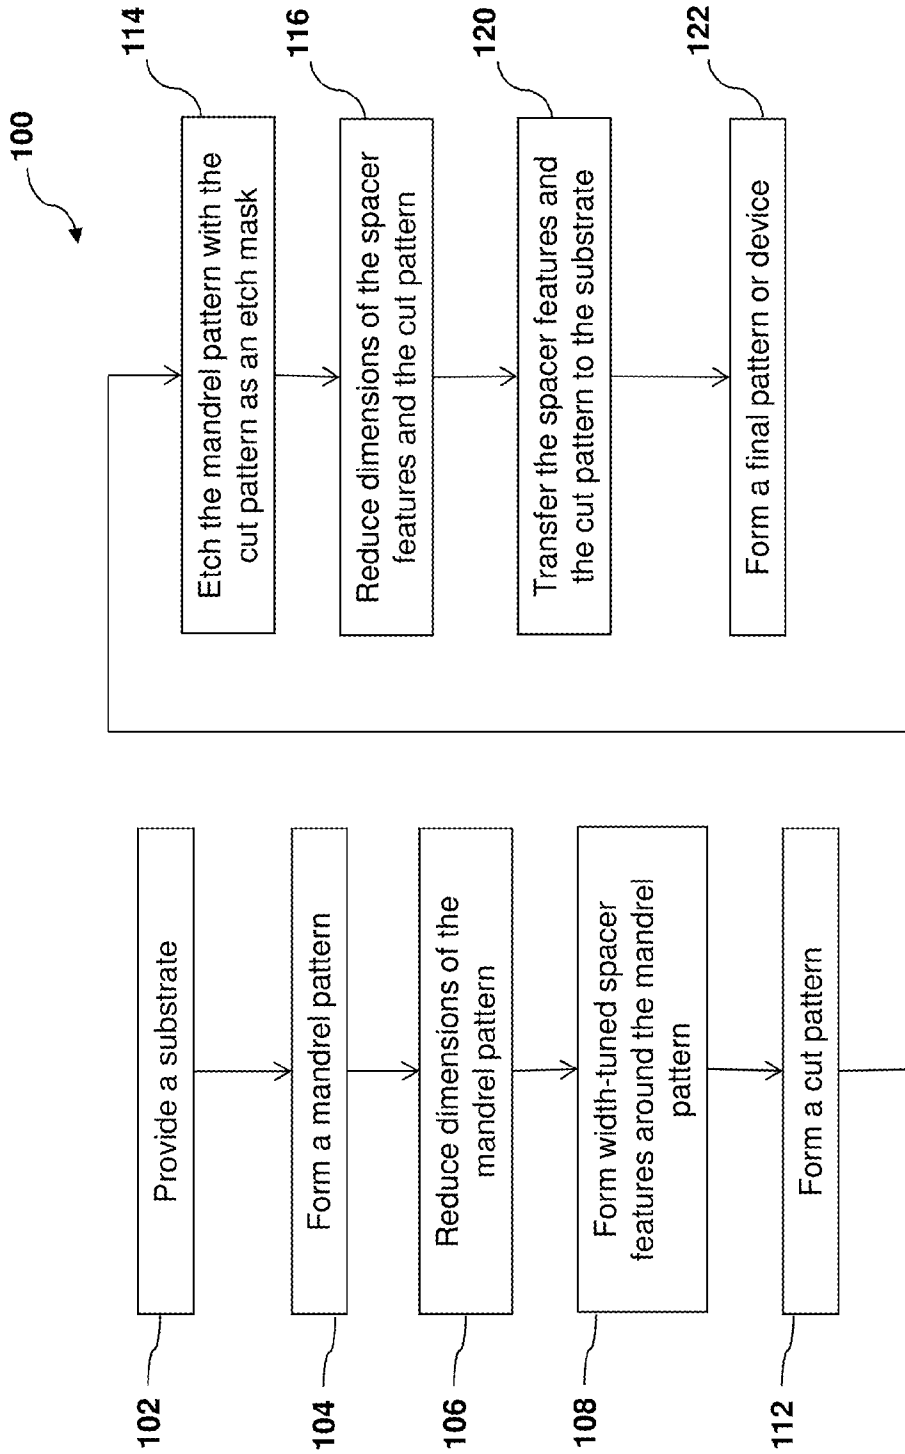 100
102
Provide a substrate
104
Form a mandrel pattern
106
Reduce dimensions of the
mandrel pattern
108
Form width-tuned spacer
features around the mandrel
pattern
112
Form a cut pattern
114
Etch the mandrel pattern with the
cut pattern as an etch mask
116
Reduce dimensions of the spacer
features and the cut pattern
120
Transfer the spacer features and
the cut pattern to the substrate
122
Form a final pattern or device